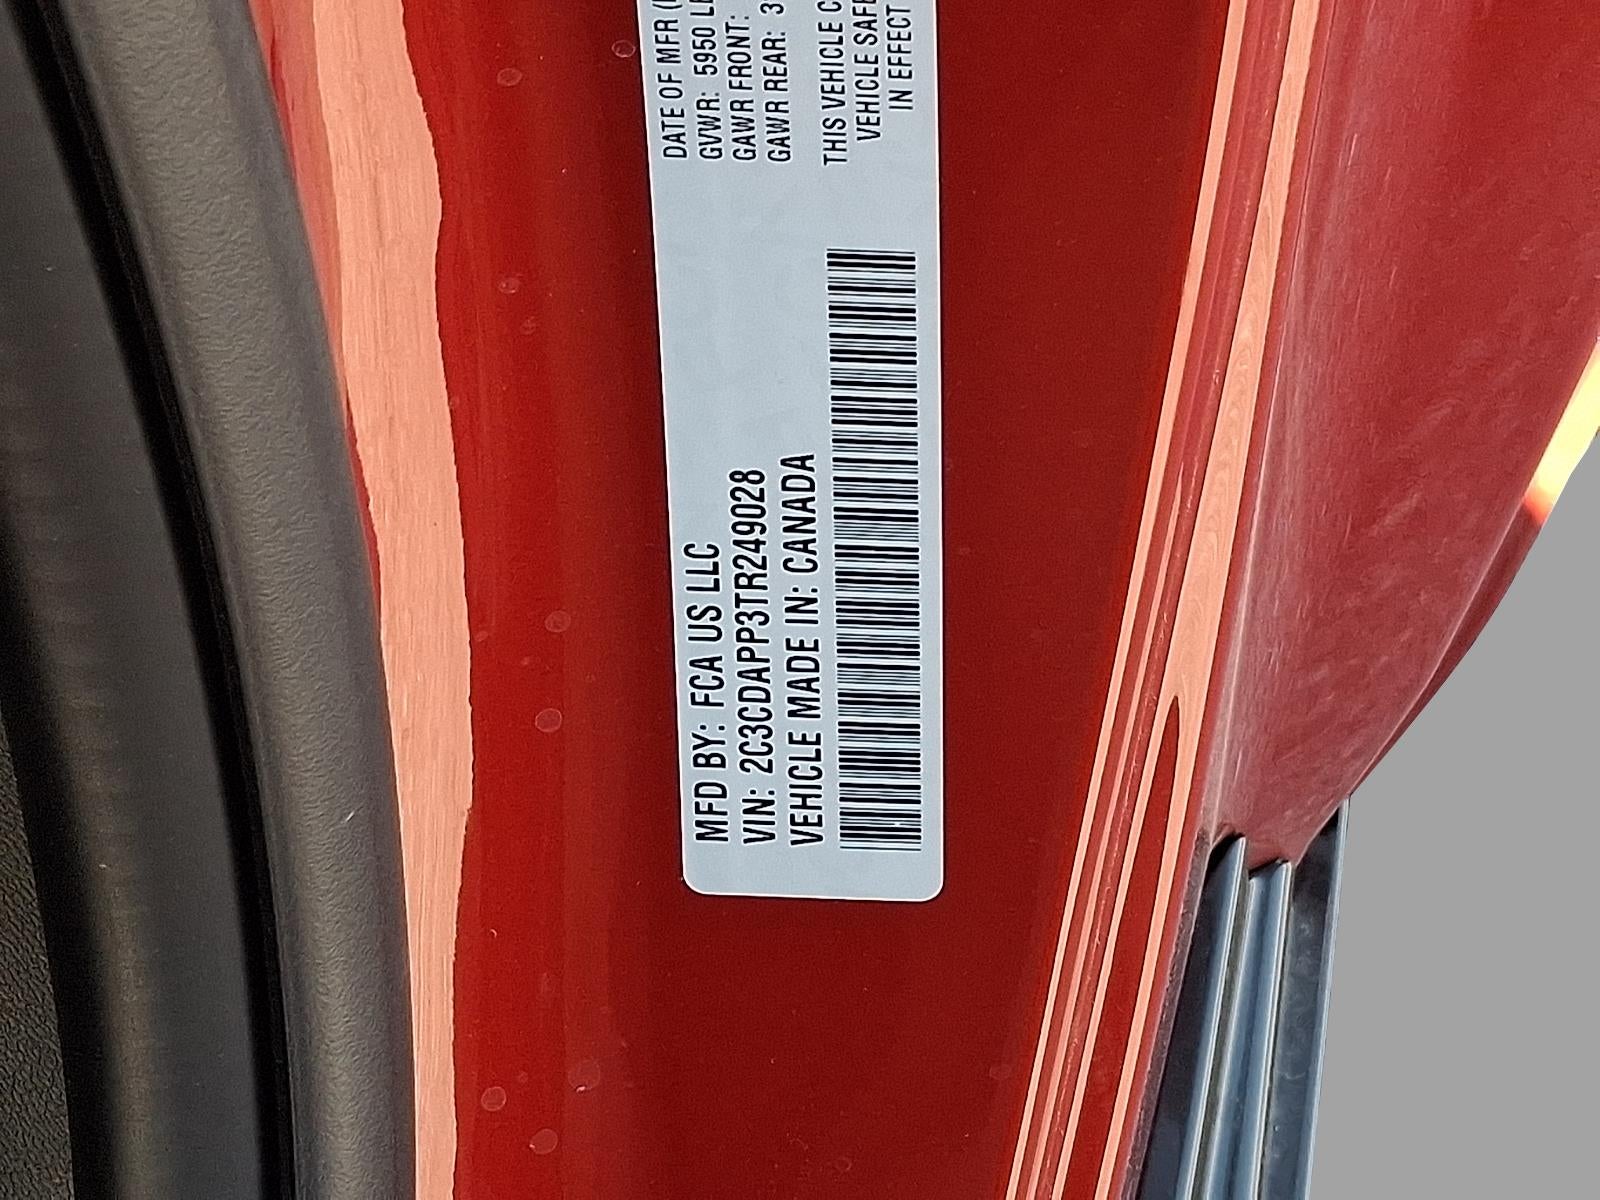 MFD BY: FCA US LLC
VIN: 2C3CDAPP3TR249028
VEHICLE MADE IN: CANADA
DATE OF MFR
GVWR: 5950
GAWR FRONT:
GAWR REAR:
THIS VEHICLE
VEHICLE
IN EFFECT